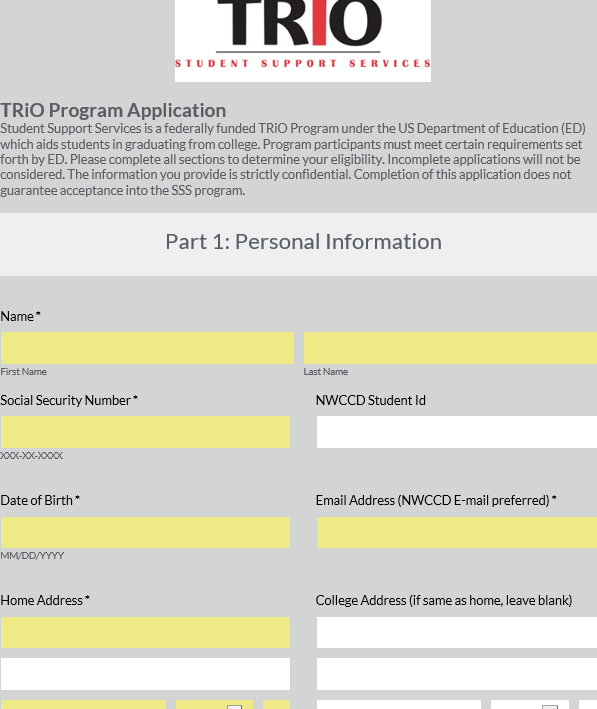 TRiO
STUDENT SUPPORT SERVICES
TRiO Program Application
Student Support Services is a federally funded TRiO Program under the US Department of Education (ED)
which aids students in graduating from college. Program participants must meet certain requirements set
forth by ED. Please complete all sections to determine your eligibility. Incomplete applications will not be
considered. The information you provide is strictly confidential. Completion of this application does not
guarantee acceptance into the SSS program.
Part 1: Personal Information
Name *
First Name Last Name
Social Security Number * NWCCD Student Id
XXX-XX-XXXX
Date of Birth * Email Address (NWCCD E-mail preferred) *
MM/DD/YYYY
Home Address * College Address (if same as home, leave blank)